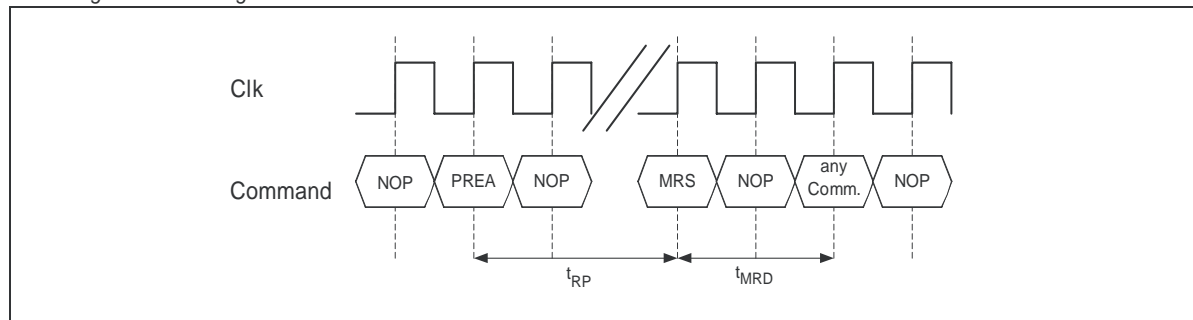 Clk
Command
NOP PREA NOP MRS NOP any Comm. NOP
tRP tMRD